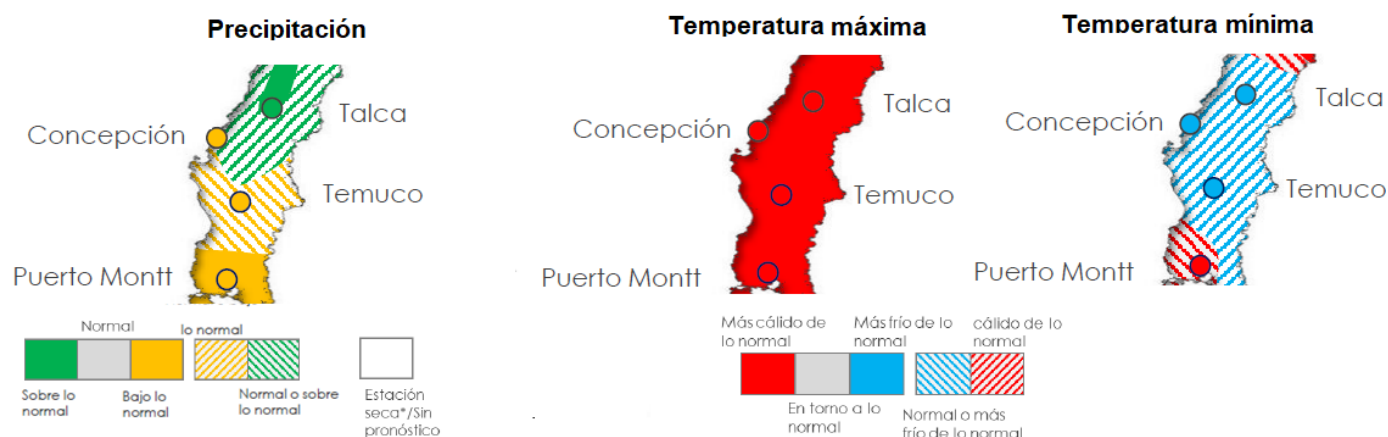 Precipitación
Talca
Concepción
Temuco
Puerto Montt
Normal
lo normal
Sobre lo
normal
Bajo lo
normal
Normal o sobre
lo normal
Estación
seca*/Sin
pronóstico
Temperatura máxima
Talca
Concepción
Temuco
Puerto Montt
Temperatura mínima
Talca
Concepción
Temuco
Puerto Montt
Más cálido de
lo normal
Más frío de lo
normal
cálido de lo
normal
En torno a lo
normal
Normal o más
frío de lo normal